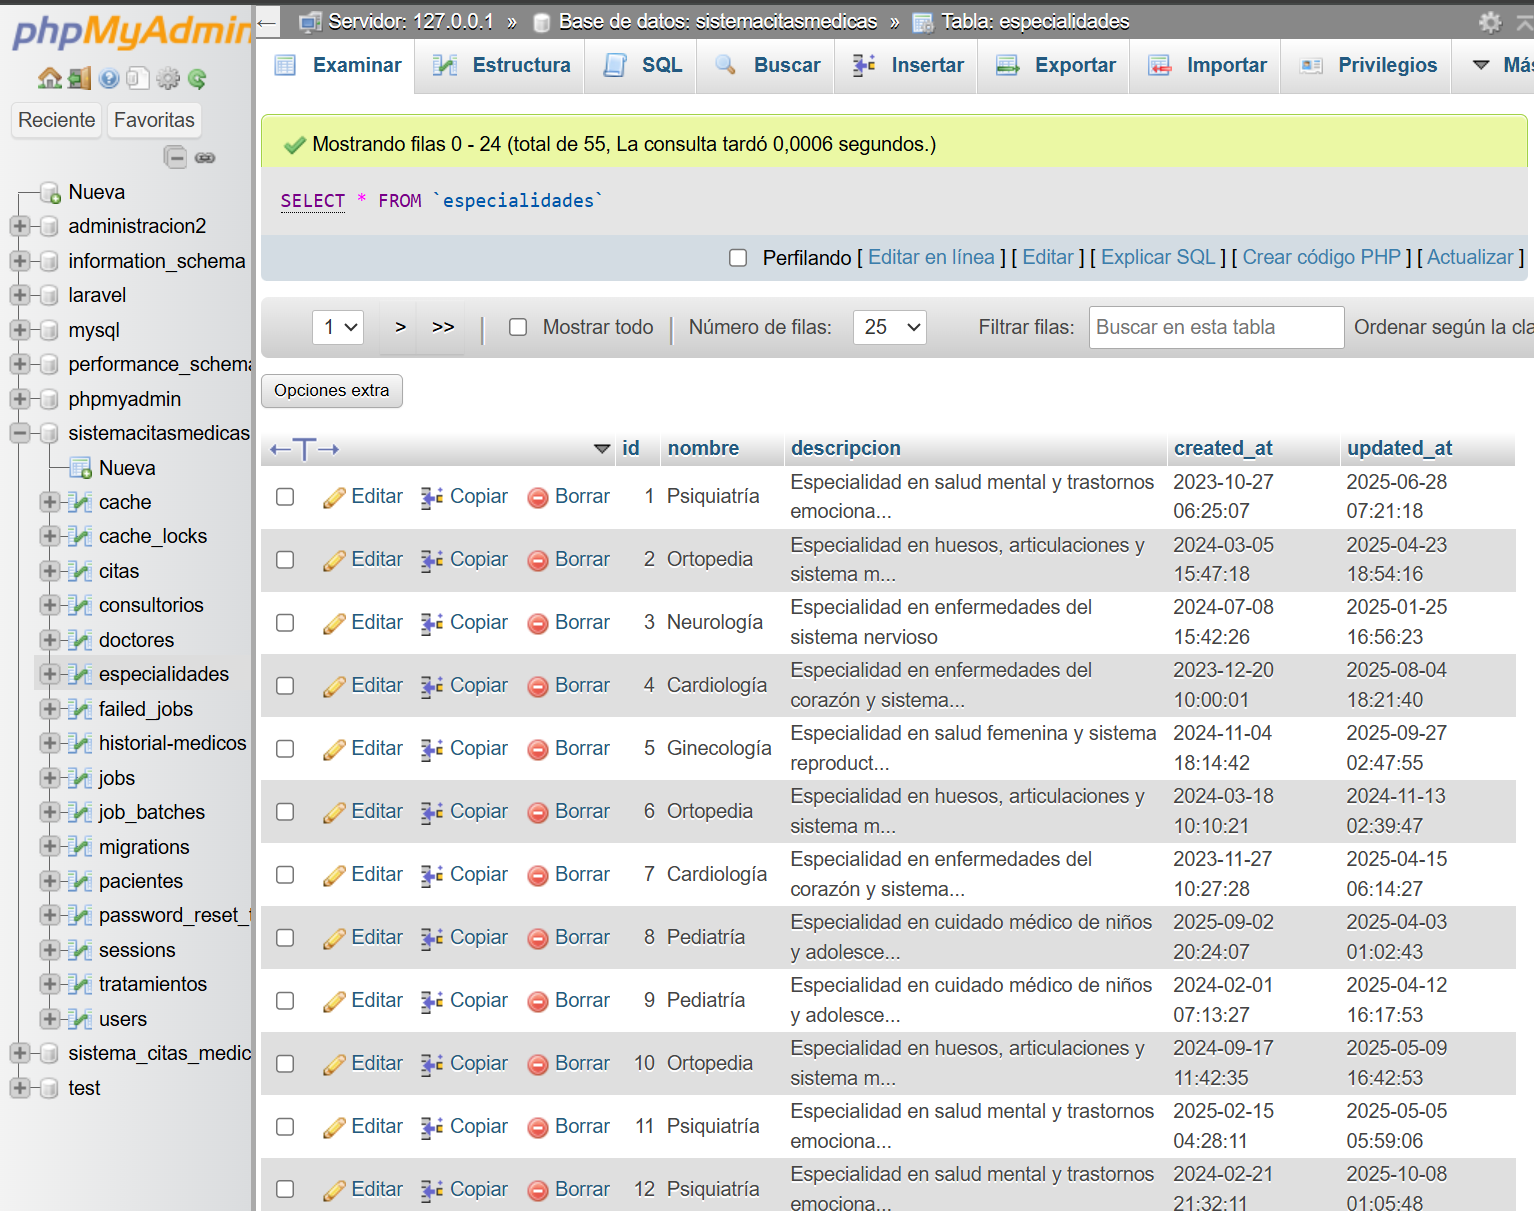 phpMyAdmin
Reciente Favoritas
Nueva
administracion2
information_schema
laravel
mysql
performance_schema
phpmyadmin
sistemacitasmedicas
Nueva
cache
cache_locks
citas
consultorios
doctores
especialidades
failed_jobs
historial-medicos
jobs
job_batches
migrations
pacientes
password_reset_t
sessions
tratamientos
users
sistema_citas_medic
test
← Servidor: 127.0.0.1 » Base de datos: sistemacitasmedicas » Tabla: especialidades
Examinar Estructura SQL Buscar Insertar Exportar Importar Privilegios Más
Mostrando filas 0 - 24 (total de 55, La consulta tardó 0,0006 segundos.)
SELECT * FROM `especialidades`
Perfilando [ Editar en línea ] [ Editar ] [ Explicar SQL ] [ Crear código PHP ] [ Actualizar ]
1 > >> | Mostrar todo | Número de filas: 25 Filtrar filas: Buscar en esta tabla Ordenar según la cla
Opciones extra
←T→ id nombre descripcion created_at updated_at
Editar Copiar Borrar 1 Psiquiatría Especialidad en salud mental y trastornos 2023-10-27 2025-06-28
emociona... 06:25:07 07:21:18
Editar Copiar Borrar 2 Ortopedia Especialidad en huesos, articulaciones y 2024-03-05 2025-04-23
sistema m... 15:47:18 18:54:16
Editar Copiar Borrar 3 Neurología Especialidad en enfermedades del 2024-07-08 2025-01-25
sistema nervioso 15:42:26 16:56:23
Editar Copiar Borrar 4 Cardiología Especialidad en enfermedades del 2023-12-20 2025-08-04
corazón y sistema... 10:00:01 18:21:40
Editar Copiar Borrar 5 Ginecología Especialidad en salud femenina y sistema 2024-11-04 2025-09-27
reproduct... 18:14:42 02:47:55
Editar Copiar Borrar 6 Ortopedia Especialidad en huesos, articulaciones y 2024-03-18 2024-11-13
sistema m... 10:10:21 02:39:47
Editar Copiar Borrar 7 Cardiología Especialidad en enfermedades del 2023-11-27 2025-04-15
corazón y sistema... 10:27:28 06:14:27
Editar Copiar Borrar 8 Pediatría Especialidad en cuidado médico de niños 2025-09-02 2025-04-03
y adolesce... 20:24:07 01:02:43
Editar Copiar Borrar 9 Pediatría Especialidad en cuidado médico de niños 2024-02-01 2025-04-12
y adolesce... 07:13:27 16:17:53
Editar Copiar Borrar 10 Ortopedia Especialidad en huesos, articulaciones y 2024-09-17 2025-05-09
sistema m... 11:42:35 16:42:53
Editar Copiar Borrar 11 Psiquiatría Especialidad en salud mental y trastornos 2025-02-15 2025-05-05
emociona... 04:28:11 05:59:06
Editar Copiar Borrar 12 Psiquiatría Especialidad en salud mental y trastornos 2024-02-21 2025-10-08
emociona... 21:32:11 01:05:48